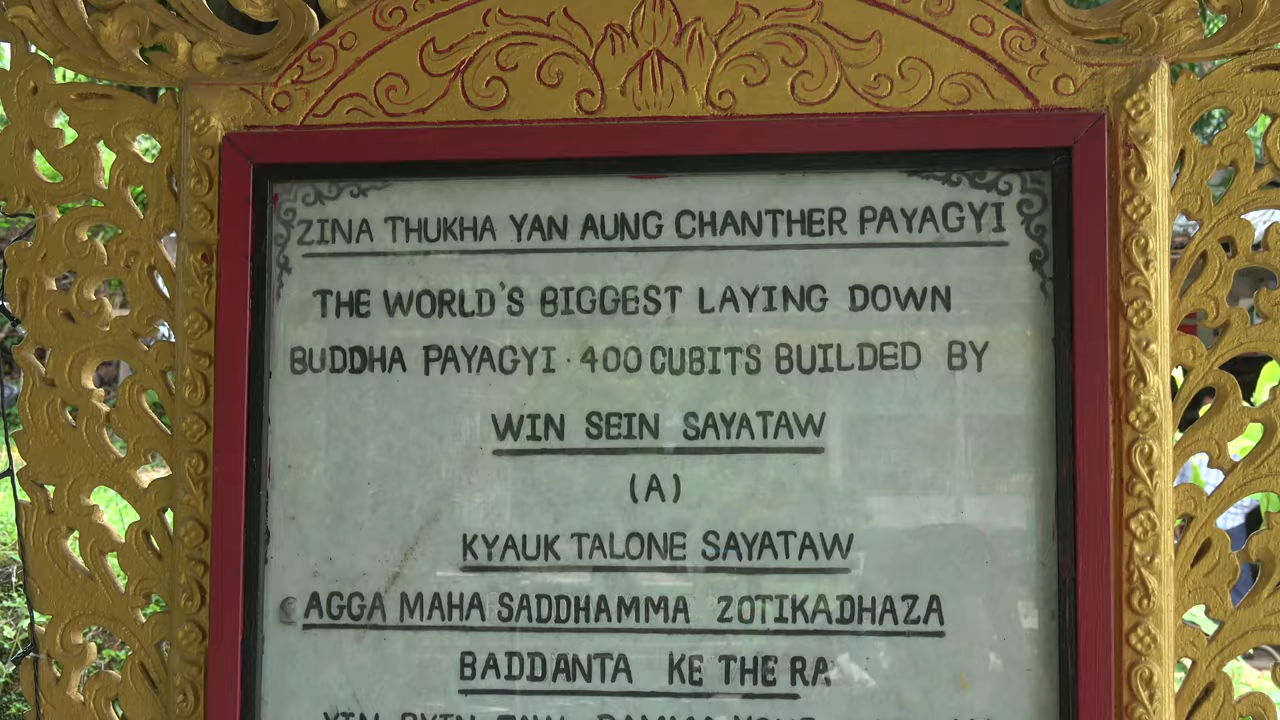 ZINA THUKHA YAN AUNG CHANTHER PAYAGYI
THE WORLD'S BIGGEST LAYING DOWN
BUDDHA PAYAGYI · 400 CUBITS BUILDED BY
WIN SEIN SAYATAW
(A)
KYAUK TALONE SAYATAW
AGGA MAHA SADDHAMMA ZOTIKADHAZA
BADDANTA KE THE RA